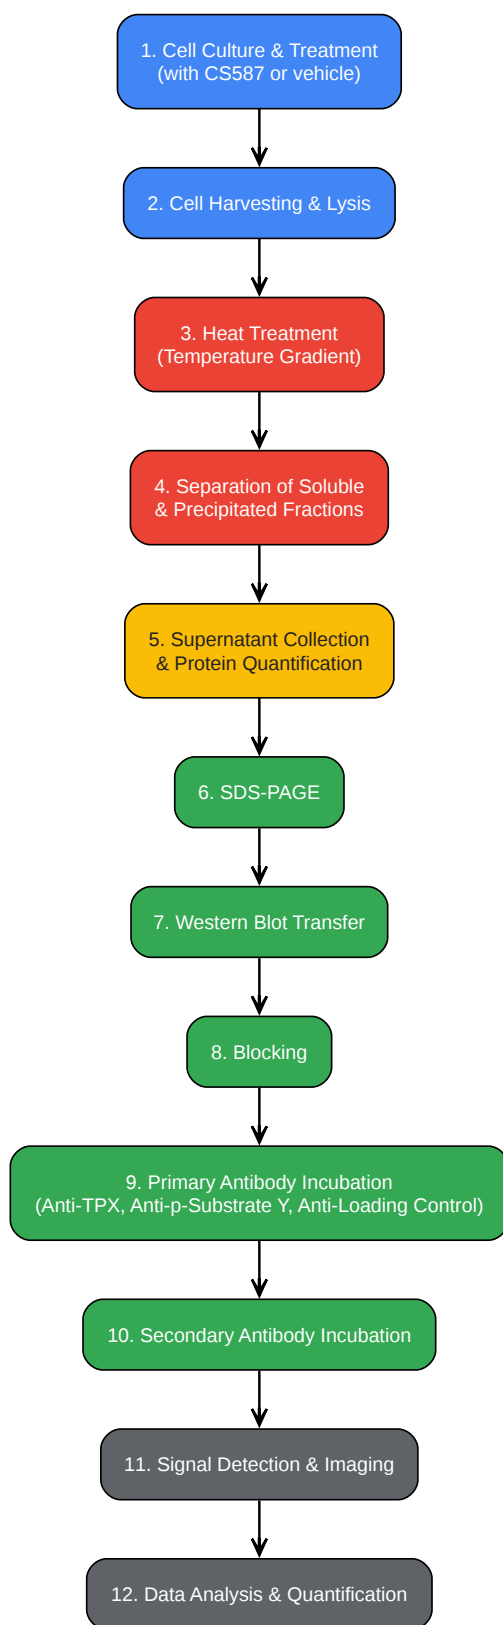 1. Cell Culture & Treatment
(with CS587 or vehicle)
2. Cell Harvesting & Lysis
3. Heat Treatment
(Temperature Gradient)
4. Separation of Soluble
& Precipitated Fractions
5. Supernatant Collection
& Protein Quantification
6. SDS-PAGE
7. Western Blot Transfer
8. Blocking
9. Primary Antibody Incubation
(Anti-TPX, Anti-p-Substrate Y, Anti-Loading Control)
10. Secondary Antibody Incubation
11. Signal Detection & Imaging
12. Data Analysis & Quantification